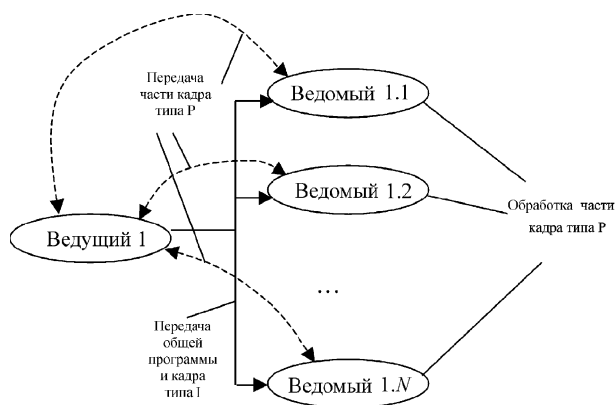 Передача
части кадра
типа P
Ведомый 1.1
Ведомый 1.2
Обработка части
кадра типа P
Ведущий 1
...
Передача
общей
программы
и кадра
типа I
Ведомый 1.N